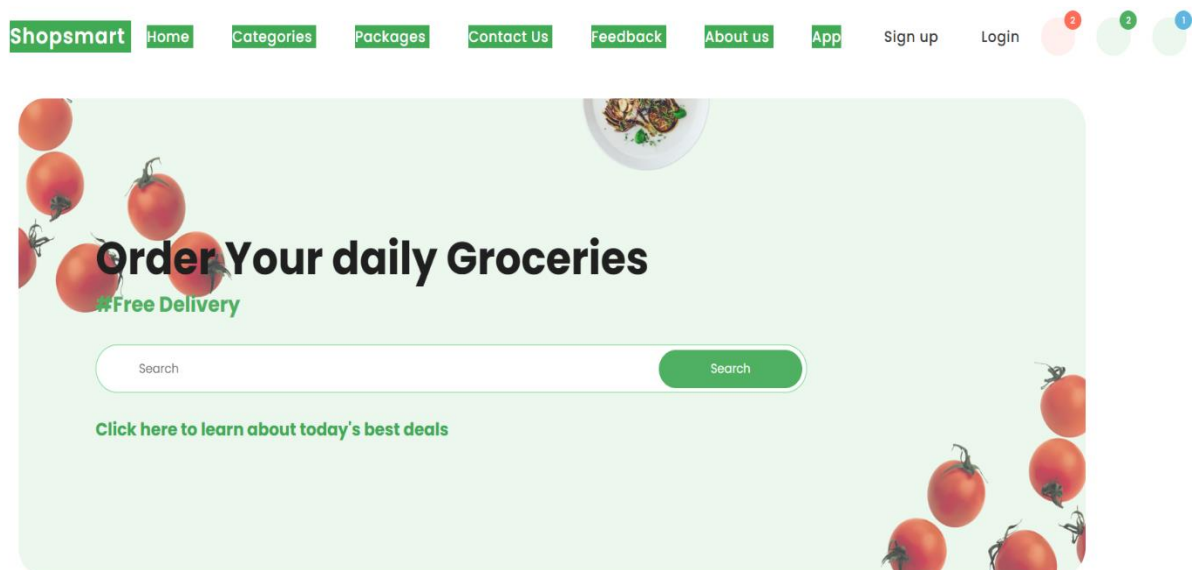 Shopsmart Home Categories Packages Contact Us Feedback About us App Sign up Login 2 2 1
Order Your daily Groceries
#Free Delivery
Search Search
Click here to learn about today's best deals